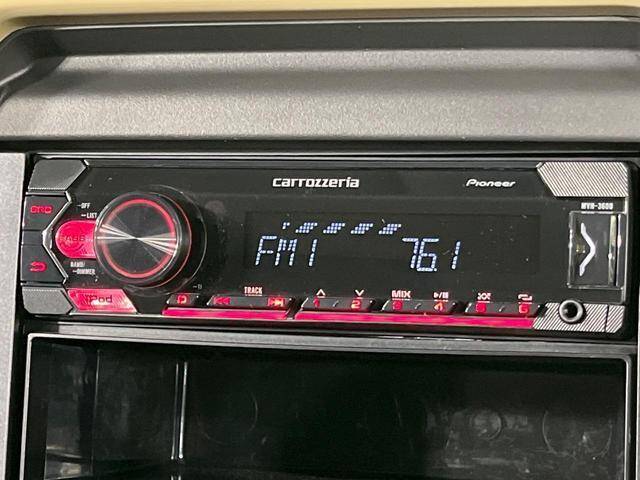 carrozzeria
Pioneer
MVH-3600
SRC
-OFF
-LIST
BAND/
-DIMMER
iPod
FM1 76.1
TRACK
MIX
1 2 3 4 5 6